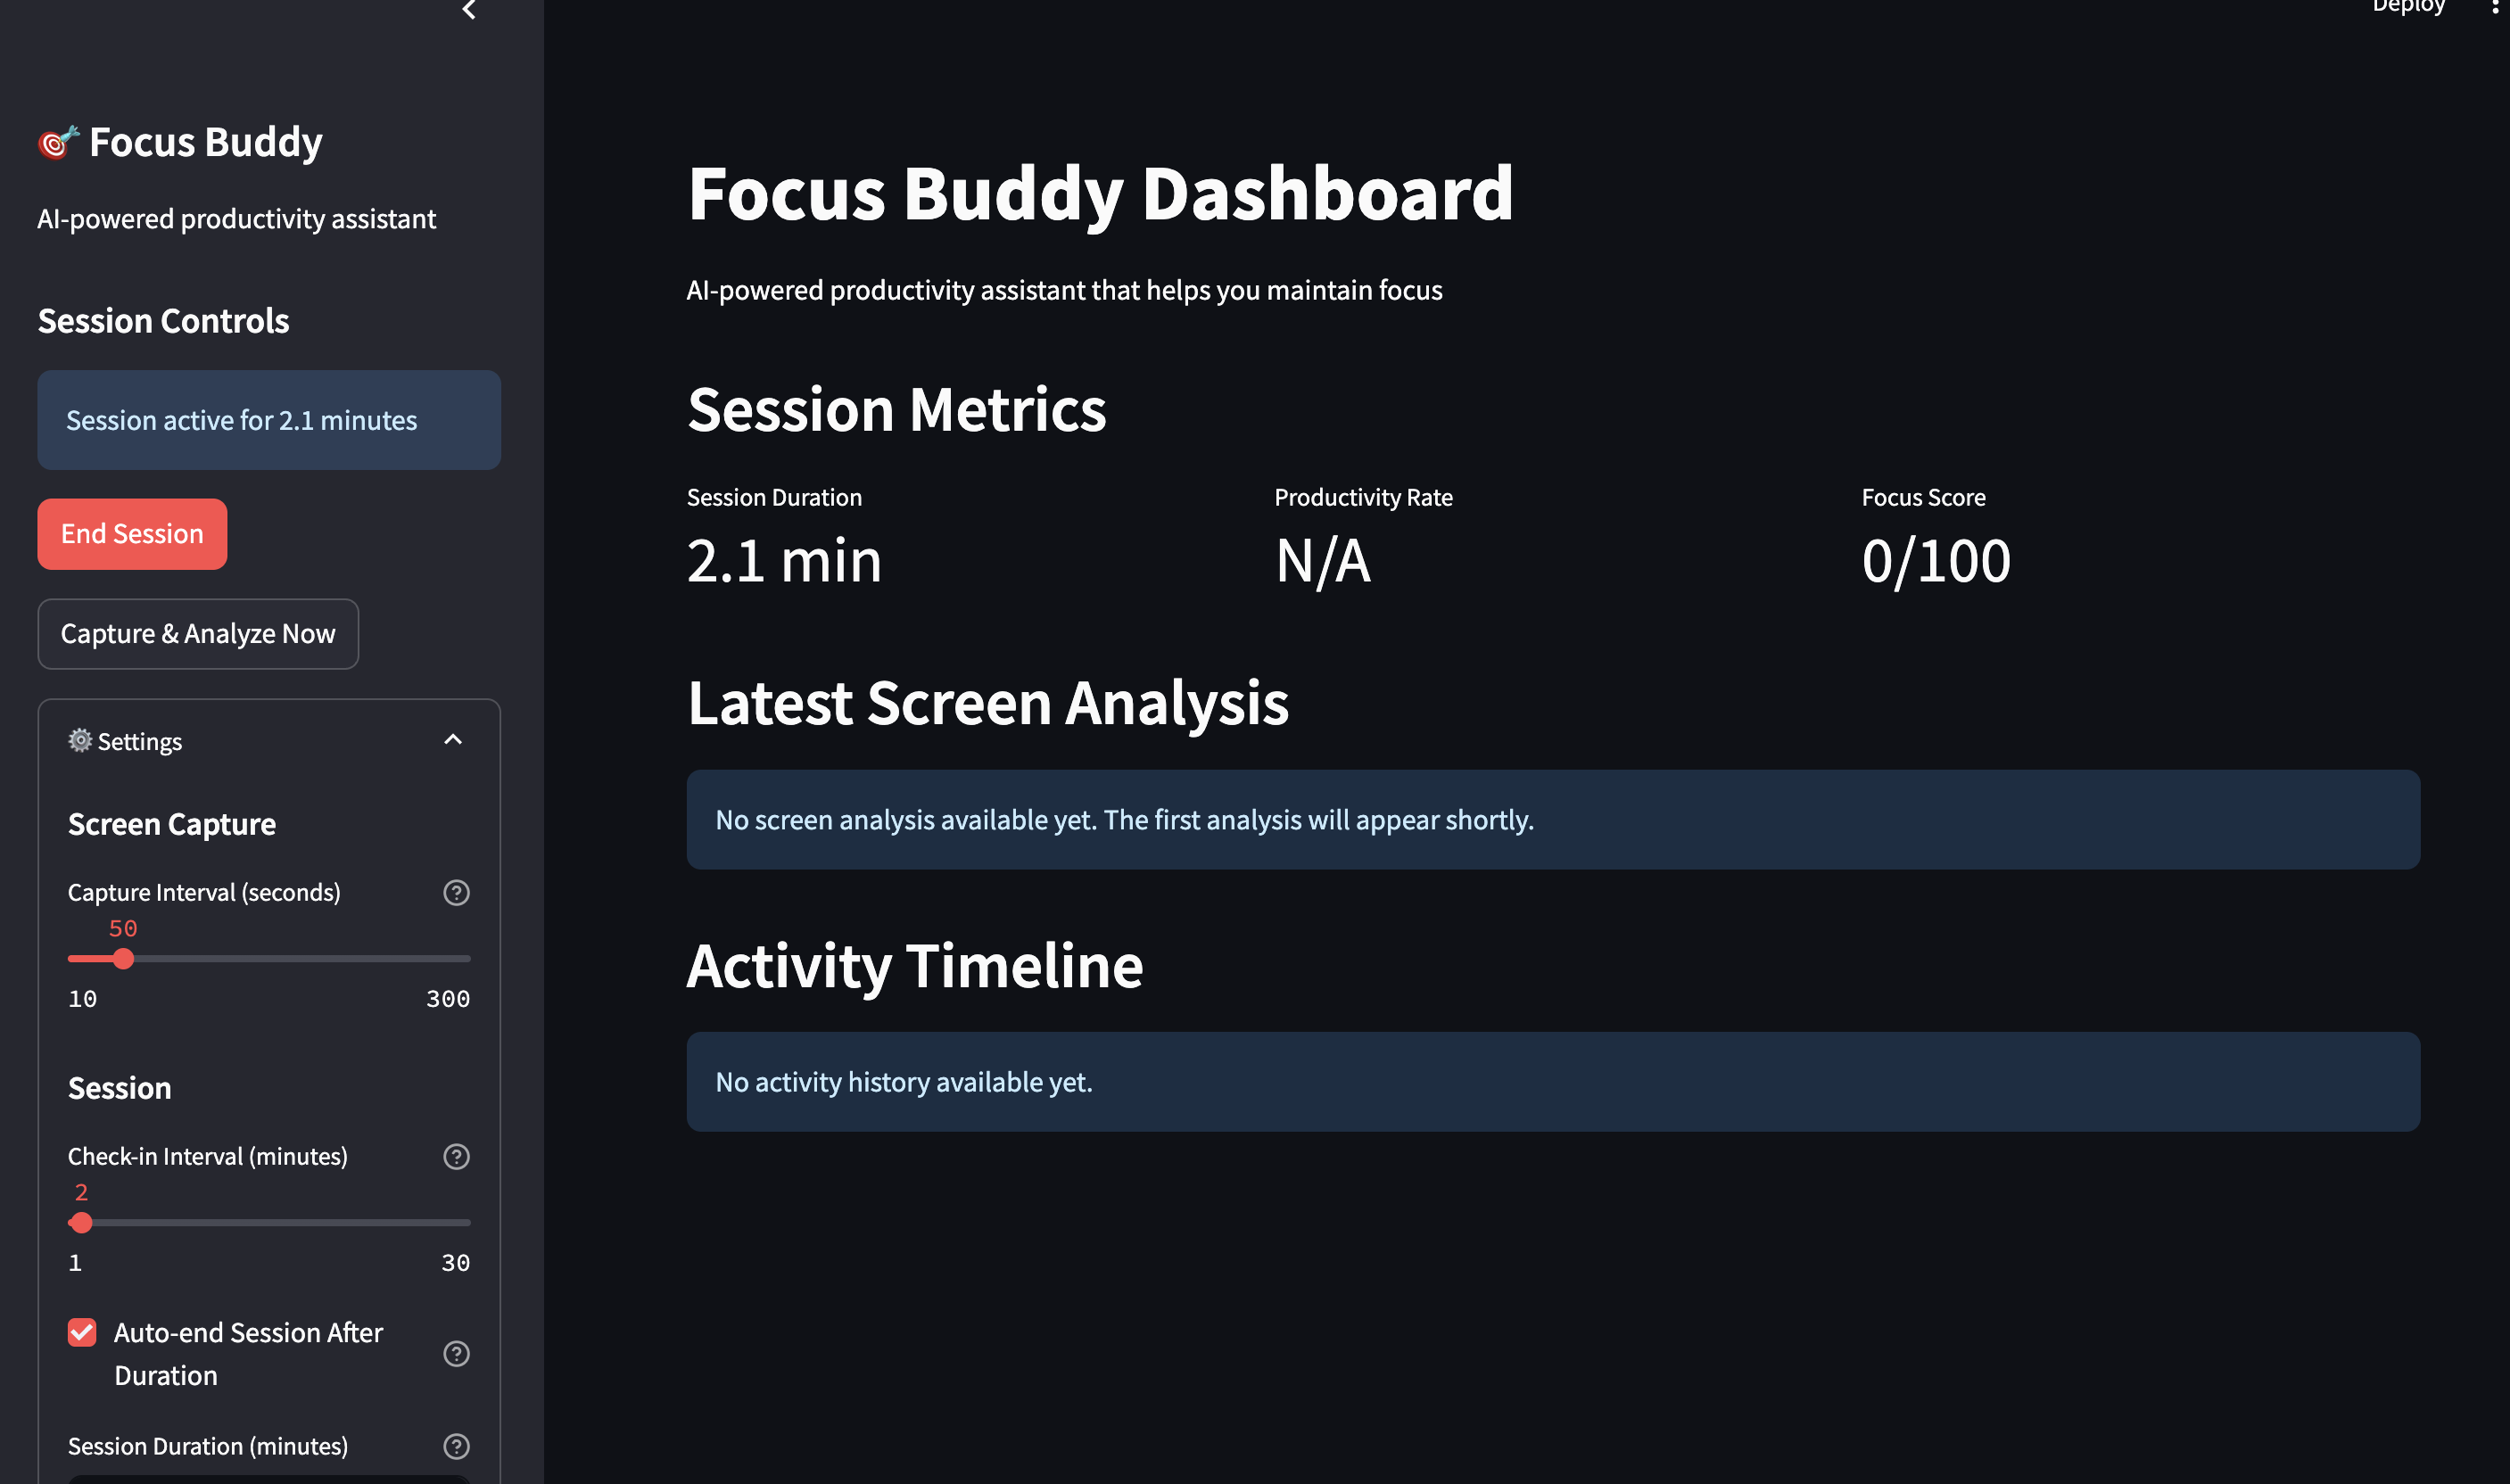 Deploy
🎯 Focus Buddy
AI-powered productivity assistant
Session Controls
Session active for 2.1 minutes
End Session
Capture & Analyze Now
⚙️ Settings
Screen Capture
Capture Interval (seconds)
50
10 300
Session
Check-in Interval (minutes)
2
1 30
Auto-end Session After
Duration
Session Duration (minutes)
Focus Buddy Dashboard
AI-powered productivity assistant that helps you maintain focus
Session Metrics
Session Duration
2.1 min
Productivity Rate
N/A
Focus Score
0/100
Latest Screen Analysis
No screen analysis available yet. The first analysis will appear shortly.
Activity Timeline
No activity history available yet.